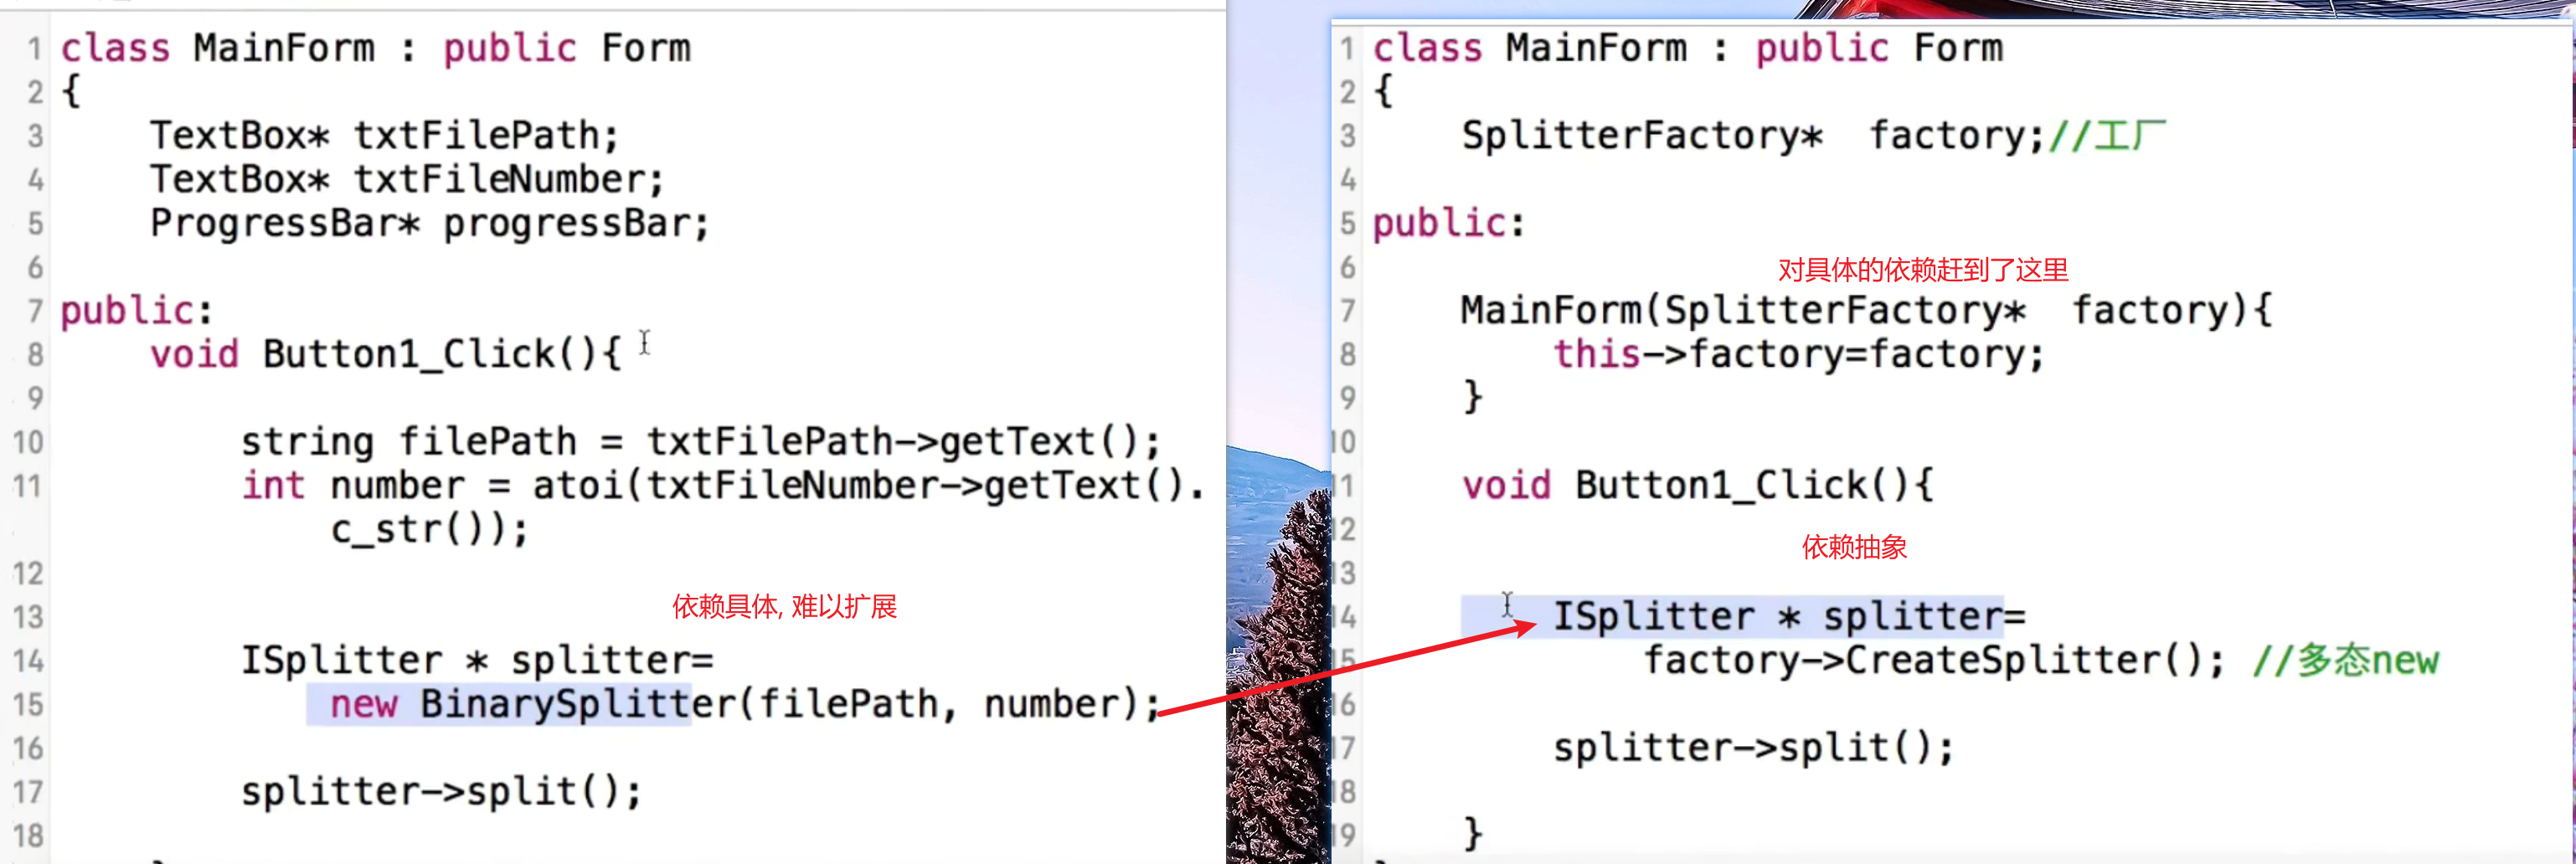 1 class MainForm : public Form
2 {
3 TextBox* txtFilePath;
4 TextBox* txtFileNumber;
5 ProgressBar* progressBar;
6
7 public:
8 void Button1_Click(){
9
10 string filePath = txtFilePath->getText();
11 int number = atoi(txtFileNumber->getText().
c_str());
12
13 依赖具体, 难以扩展
14 ISplitter * splitter=
15 new BinarySplitter(filePath, number);
16
17 splitter->split();
18
1 class MainForm : public Form
2 {
3 SplitterFactory* factory;//工厂
4
5 public:
6 对具体的依赖赶到了这里
7 MainForm(SplitterFactory* factory){
8 this->factory=factory;
9 }
10
11 void Button1_Click(){
12
依赖抽象
13
14 ISplitter * splitter=
15 factory->CreateSplitter(); //多态new
16
17 splitter->split();
18
19 }